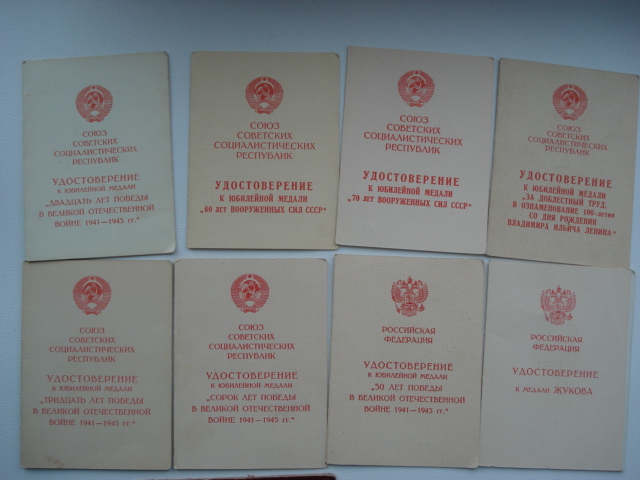 СОЮЗ
СОВЕТСКИХ
СОЦИАЛИСТИЧЕСКИХ
РЕСПУБЛИК
УДОСТОВЕРЕНИЕ
К ЮБИЛЕЙНОЙ МЕДАЛИ
„ДВАДЦАТЬ ЛЕТ ПОБЕДЫ
В ВЕЛИКОЙ ОТЕЧЕСТВЕННОЙ
ВОЙНЕ 1941—1945 гг."
СОЮЗ
СОВЕТСКИХ
СОЦИАЛИСТИЧЕСКИХ
РЕСПУБЛИК
УДОСТОВЕРЕНИЕ
К ЮБИЛЕЙНОЙ МЕДАЛИ
"60 ЛЕТ ВООРУЖЕННЫХ СИЛ СССР"
СОЮЗ
СОВЕТСКИХ
СОЦИАЛИСТИЧЕСКИХ
РЕСПУБЛИК
УДОСТОВЕРЕНИЕ
К ЮБИЛЕЙНОЙ МЕДАЛИ
"70 ЛЕТ ВООРУЖЕННЫХ СИЛ СССР"
СОЮЗ
СОВЕТСКИХ
СОЦИАЛИСТИЧЕСКИХ
РЕСПУБЛИК
УДОСТОВЕРЕНИЕ
К ЮБИЛЕЙНОЙ МЕДАЛИ
"ЗА ДОБЛЕСТНЫЙ ТРУД.
В ОЗНАМЕНОВАНИЕ 100-летия
СО ДНЯ РОЖДЕНИЯ
ВЛАДИМИРА ИЛЬИЧА ЛЕНИНА"
СОЮЗ
СОВЕТСКИХ
СОЦИАЛИСТИЧЕСКИХ
РЕСПУБЛИК
УДОСТОВЕРЕНИЕ
К ЮБИЛЕЙНОЙ МЕДАЛИ
„ТРИДЦАТЬ ЛЕТ ПОБЕДЫ
В ВЕЛИКОЙ ОТЕЧЕСТВЕННОЙ
ВОЙНЕ 1941—1945 гг."
СОЮЗ
СОВЕТСКИХ
СОЦИАЛИСТИЧЕСКИХ
РЕСПУБЛИК
УДОСТОВЕРЕНИЕ
К ЮБИЛЕЙНОЙ МЕДАЛИ
„СОРОК ЛЕТ ПОБЕДЫ
В ВЕЛИКОЙ ОТЕЧЕСТВЕННОЙ
ВОЙНЕ 1941—1945 гг."
РОССИЙСКАЯ
ФЕДЕРАЦИЯ
УДОСТОВЕРЕНИЕ
К ЮБИЛЕЙНОЙ МЕДАЛИ
„50 ЛЕТ ПОБЕДЫ
В ВЕЛИКОЙ ОТЕЧЕСТВЕННОЙ
ВОЙНЕ 1941—1945 гг."
РОССИЙСКАЯ
ФЕДЕРАЦИЯ
УДОСТОВЕРЕНИЕ
К МЕДАЛИ ЖУКОВА